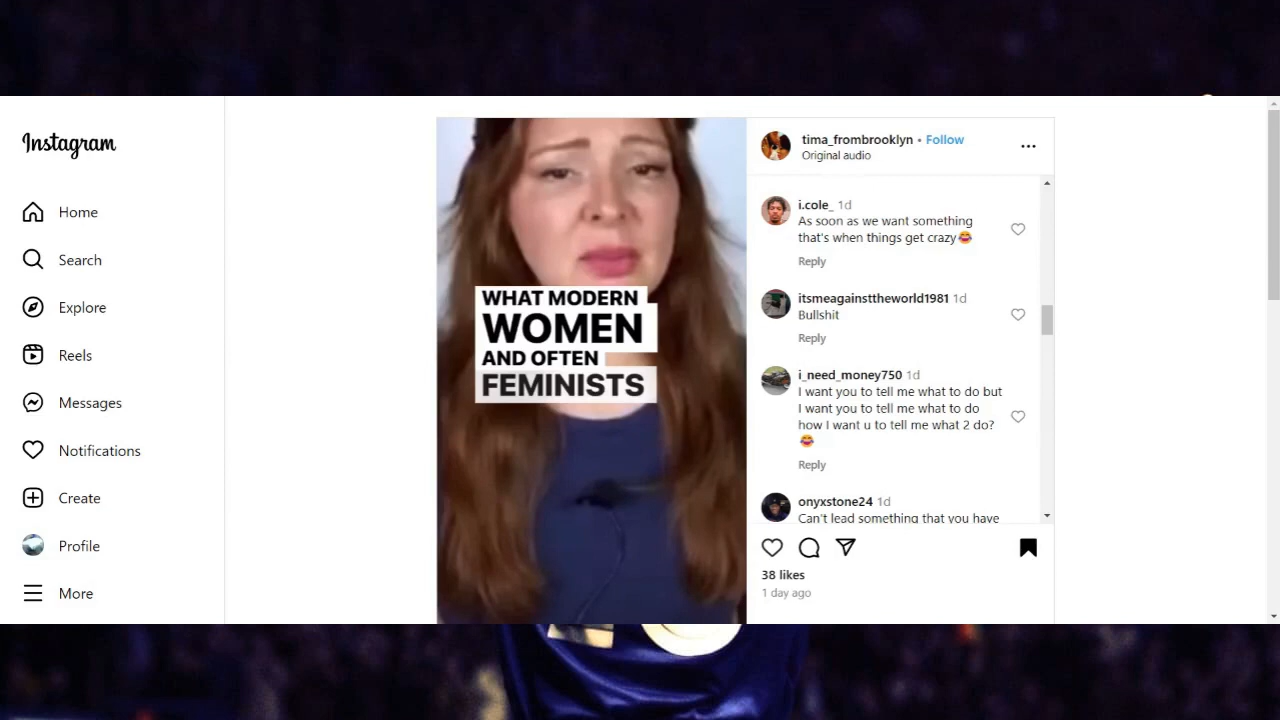 Instagram
Home
Search
Explore
Reels
Messages
Notifications
Create
Profile
More
WHAT MODERN
WOMEN
AND OFTEN
FEMINISTS
tima_frombrooklyn • Follow
Original audio
i.cole_ 1d
As soon as we want something
that's when things get crazy😂
Reply
itsmeagainsttheworld1981 1d
Bullshit
Reply
i_need_money750 1d
I want you to tell me what to do but
I want you to tell me what to do
how I want u to tell me what 2 do?
😂
Reply
onyxstone24 1d
Can't lead something that you have
38 likes
1 day ago